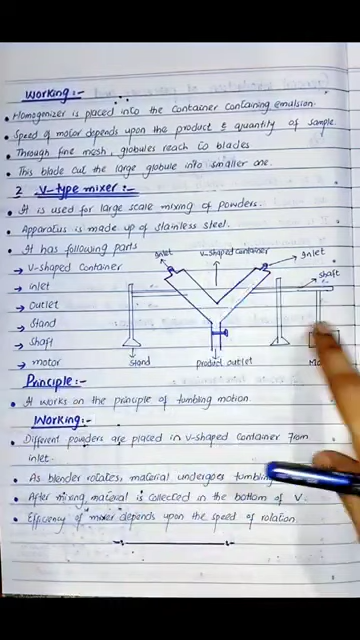 Working:-
• Homogenizer is placed into the container containing emulsion.
• Speed of motor depends upon the product & quantity of sample
• Through fine mesh, globules reach to blades
• This blade cut the large globule into smaller one.
2 V-type mixer:-
• It is used for large scale mixing of powders.
• Apparatus is made up of stainless steel.
• It has following parts
→ V-shaped container
→ inlet
→ Outlet
→ Stand
→ Shaft
→ motor
Inlet
V-shaped container
Inlet
shaft
Stand
Product outlet
Principle:-
• It works on the principle of tumbling motion.
Working:-
• Different powders are placed in V-shaped container from
inlet.
• As blender rotates, material undergoes tumbling
• After mixing material is collected in the bottom of V.
• Efficency of mixer depends upon the speed of rotation.